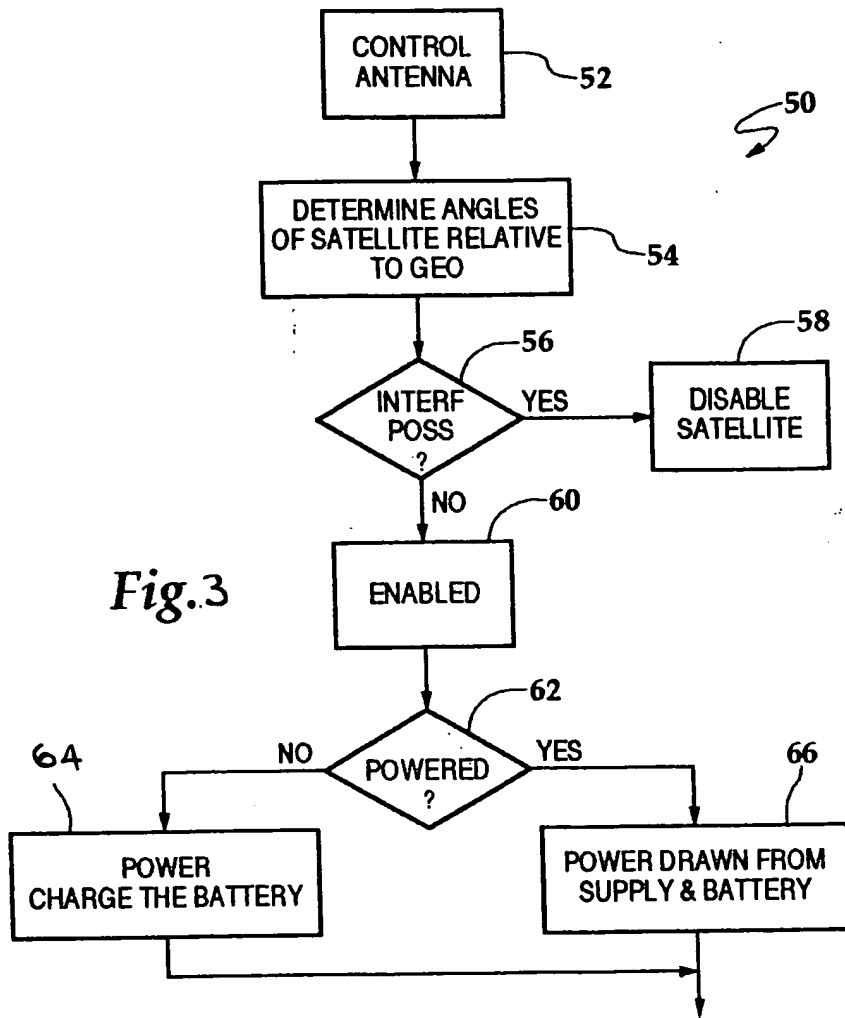 CONTROL
ANTENNA
52
50
DETERMINE ANGLES
OF SATELLITE RELATIVE
TO GEO
54
56
58
INTERF
POSS
?
YES
DISABLE
SATELLITE
NO
60
ENABLED
Fig.3
62
64
NO
POWERED
?
YES
66
POWER
CHARGE THE BATTERY
POWER DRAWN FROM
SUPPLY & BATTERY